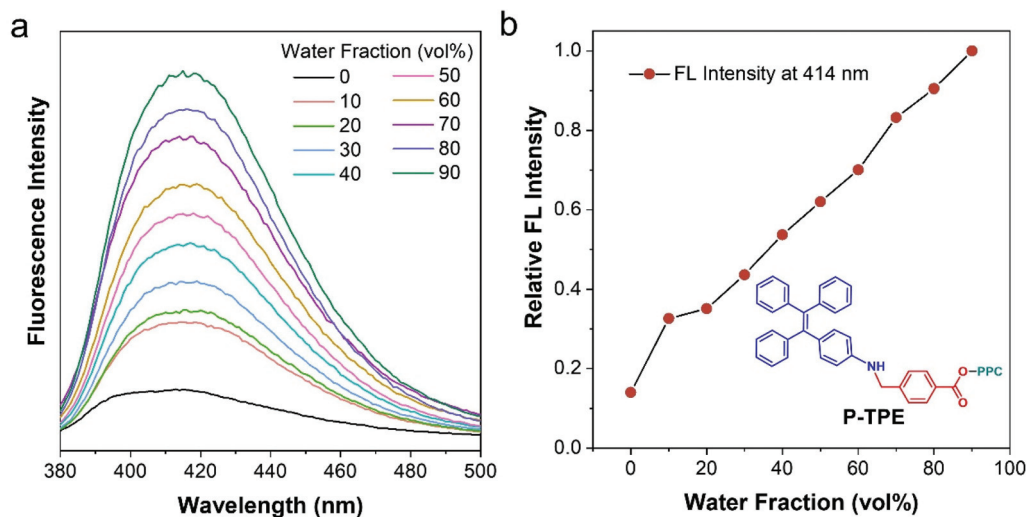 a
Fluorescence Intensity
Water Fraction (vol%)
0
10
20
30
40
50
60
70
80
90
380
400
420
440
460
480
500
Wavelength (nm)
b
Relative FL Intensity
1.0
0.8
0.6
0.4
0.2
0.0
FL Intensity at 414 nm
NH
O
PPC
O
P-TPE
0
20
40
60
80
100
Water Fraction (vol%)